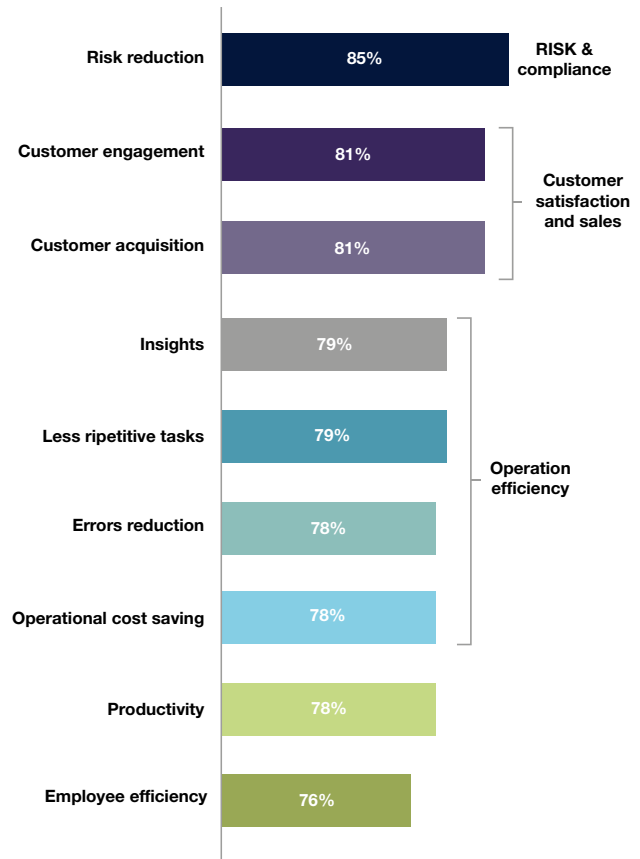 Risk reduction
85%
RISK &
compliance
Customer engagement
81%
Customer
satisfaction
and sales
Customer acquisition
81%
Insights
79%
Less ripetitive tasks
79%
Operation
efficiency
Errors reduction
78%
Operational cost saving
78%
Productivity
78%
Employee efficiency
76%